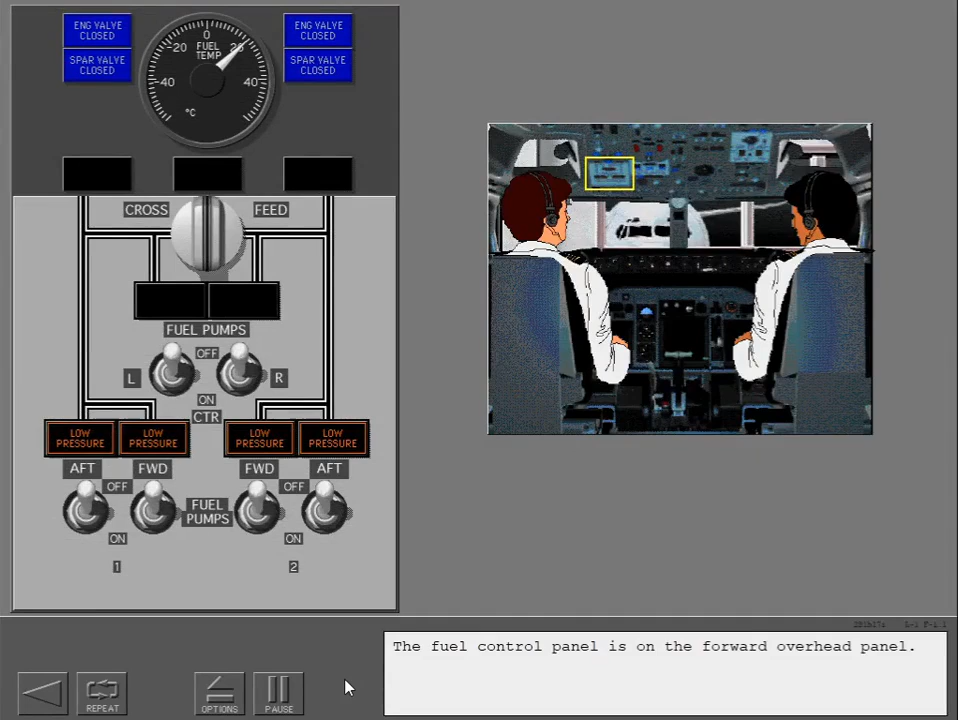 ENG VALVE
CLOSED
SPAR VALVE
CLOSED
-40
-20
0
20
40
FUEL
TEMP
°C
ENG VALVE
CLOSED
SPAR VALVE
CLOSED
CROSS
FEED
FUEL PUMPS
OFF
L
R
ON
CTR
LOW
PRESSURE
LOW
PRESSURE
LOW
PRESSURE
LOW
PRESSURE
AFT
FWD
FWD
AFT
OFF
OFF
FUEL
PUMPS
ON
ON
1
2
The fuel control panel is on the forward overhead panel.
REPEAT
OPTIONS
PAUSE